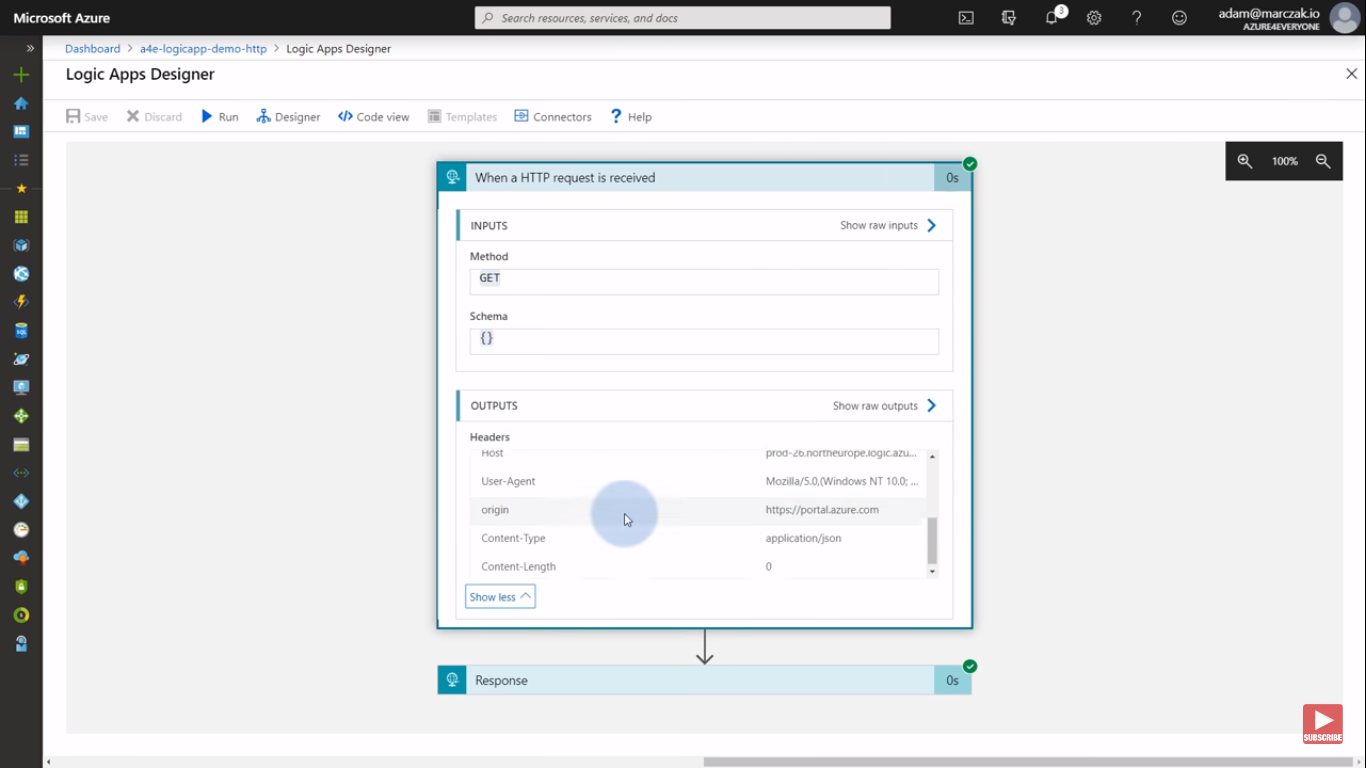 Microsoft Azure
Search resources, services, and docs
3
adam@marczak.io
AZURE4EVERYONE
Dashboard > a4e-logicapp-demo-http > Logic Apps Designer
Logic Apps Designer
Save Discard Run Designer Code view Templates Connectors Help
100%
When a HTTP request is received 0s
INPUTS Show raw inputs
Method
GET
Schema
{}
OUTPUTS Show raw outputs
Headers
Host prod-26.northeurope.logic.azu...
User-Agent Mozilla/5.0,(Windows NT 10.0; ...
origin https://portal.azure.com
Content-Type application/json
Content-Length 0
Show less
Response 0s
SUBSCRIBE